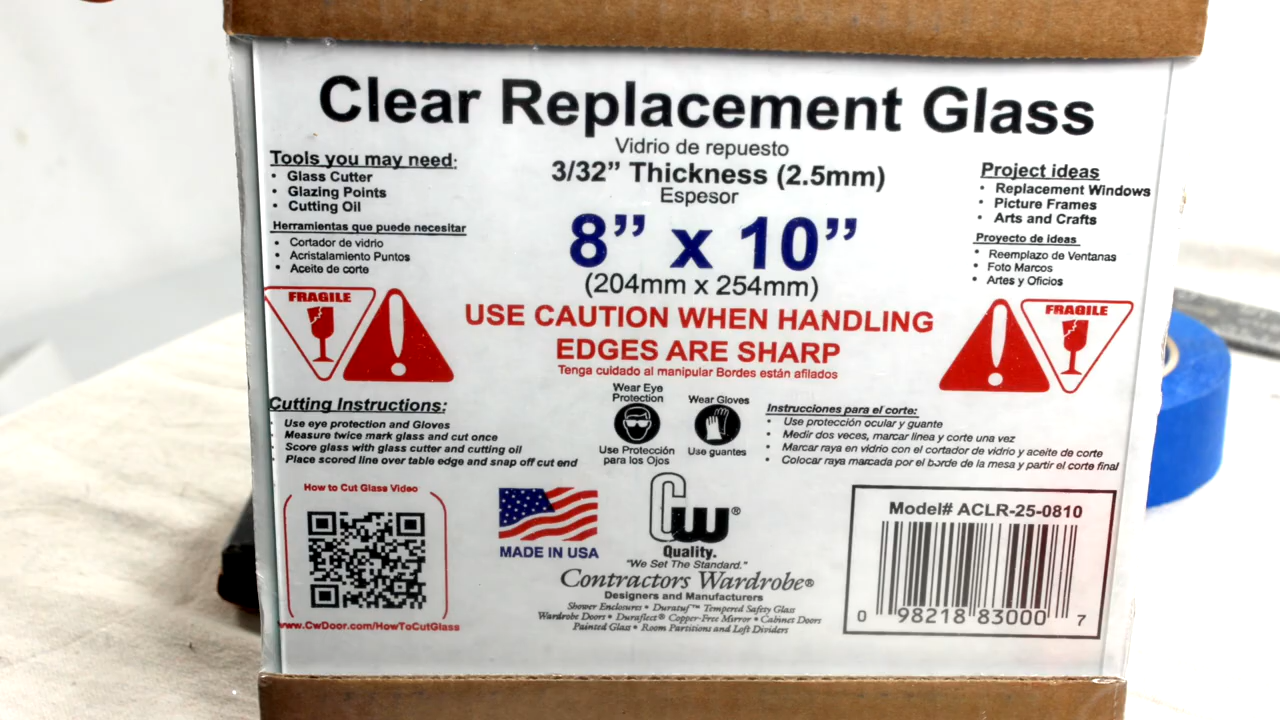 Clear Replacement Glass
Vidrio de repuesto
3/32” Thickness (2.5mm)
Espesor
8” x 10”
(204mm x 254mm)
Tools you may need:
• Glass Cutter
• Glazing Points
• Cutting Oil
Herramientas que puede necesitar
• Cortador de vidrio
• Acristalamiento Puntos
• Aceite de corte
Project ideas
• Replacement Windows
• Picture Frames
• Arts and Crafts
Proyecto de ideas
• Reemplazo de Ventanas
• Foto Marcos
• Artes y Oficios
FRAGILE
USE CAUTION WHEN HANDLING
EDGES ARE SHARP
Tenga cuidado al manipular Bordes están afilados
FRAGILE
Cutting Instructions:
• Use eye protection and Gloves
• Measure twice mark glass and cut once
• Score glass with glass cutter and cutting oil
• Place scored line over table edge and snap off cut end
Wear Eye
Protection
Use Protección
para los Ojos
Wear Gloves
Use guantes
Instrucciones para el corte:
• Use protección ocular y guante
• Medir dos veces, marcar linea y corte una vez
• Marcar raya en vidrio con el cortador de vidrio y aceite de corte
• Colocar raya marcada por el borde de la mesa y partir el corte final
How to Cut Glass Video
www.CwDoor.com/HowToCutGlass
MADE IN USA
CW®
Quality.
"We Set The Standard."
Contractors Wardrobe®
Designers and Manufacturers
Shower Enclosures • Duratuf™ Tempered Safety Glass
Wardrobe Doors • Duraflect® Copper-Free Mirror • Cabinet Doors
Painted Glass • Room Partitions and Loft Dividers
Model# ACLR-25-0810
0 98218 83000 7